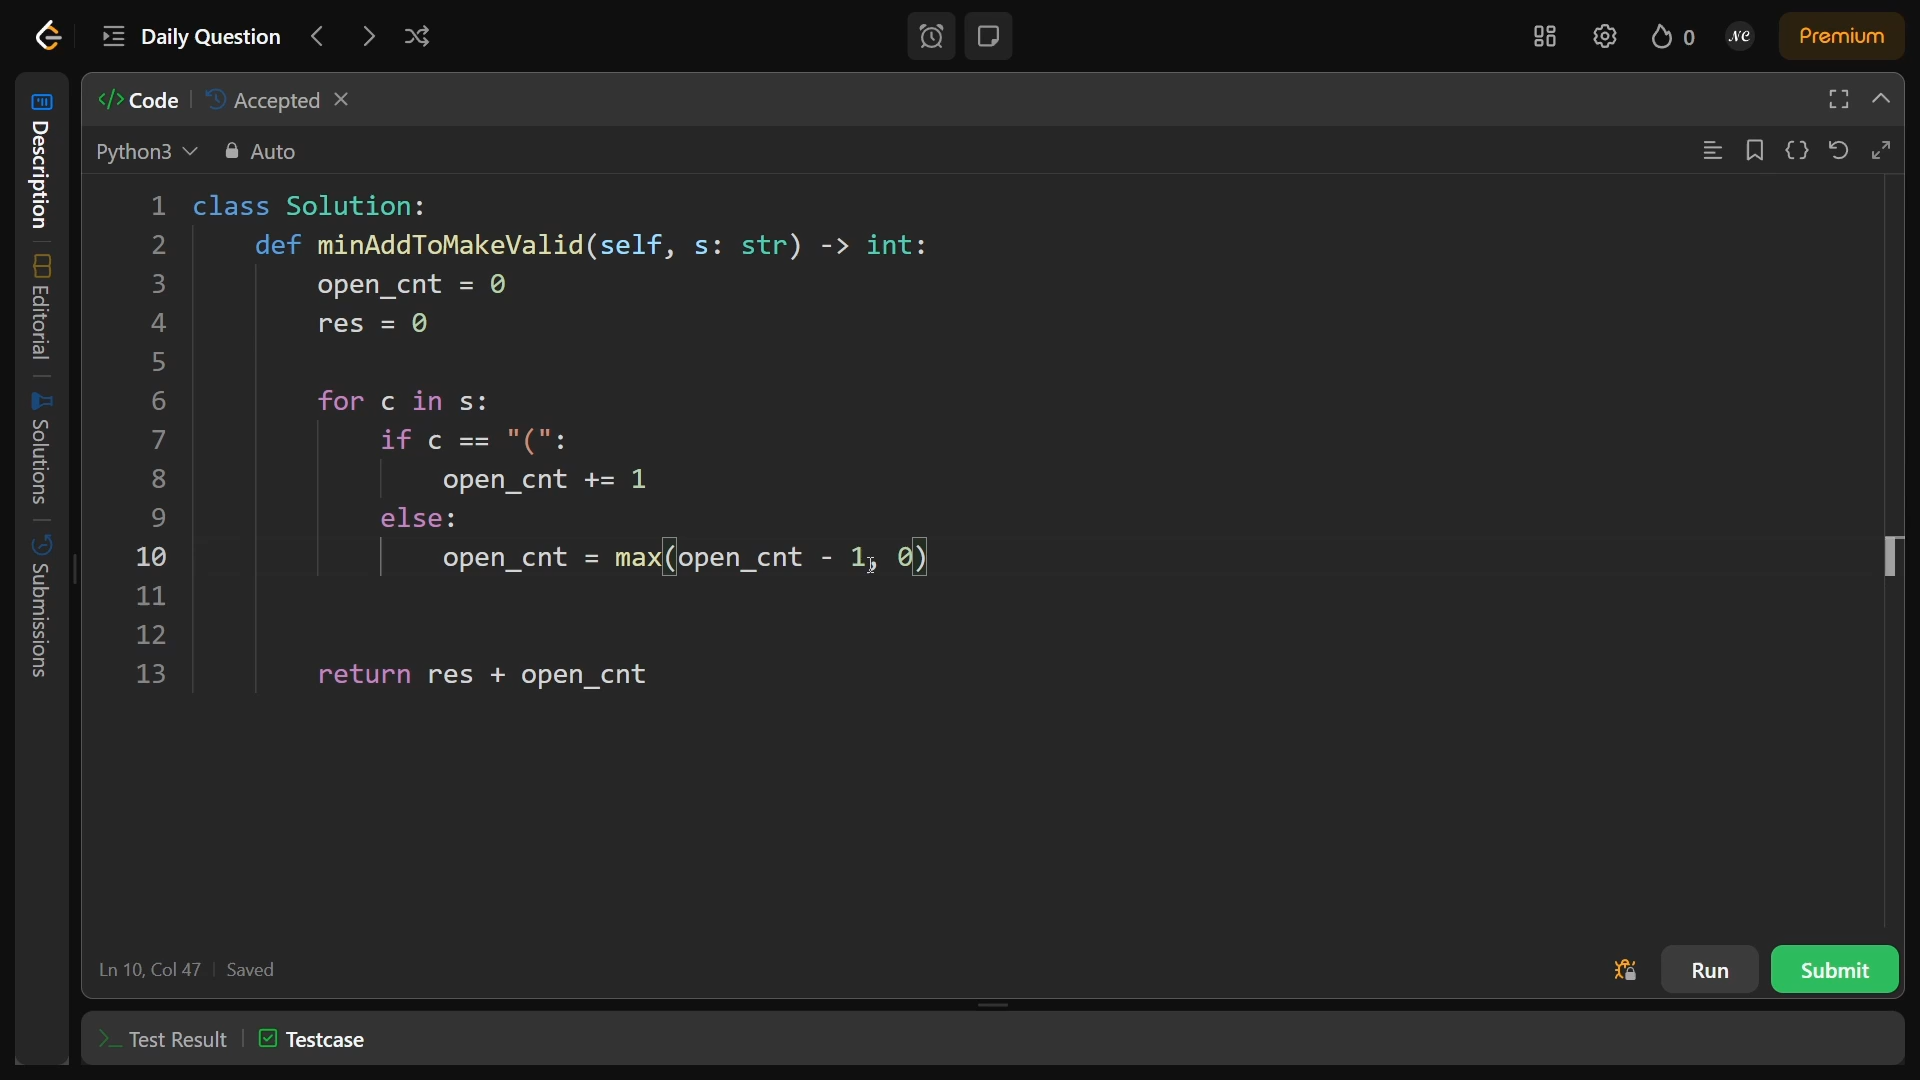 Daily Question
0
NC
Premium
Description
Editorial
Solutions
Submissions
</> Code
Accepted
Python3
Auto
1 class Solution:
2     def minAddToMakeValid(self, s: str) -> int:
3         open_cnt = 0
4         res = 0
5
6         for c in s:
7             if c == "(":
8                 open_cnt += 1
9             else:
10                 open_cnt = max(open_cnt - 1, 0)
11
12
13         return res + open_cnt
Ln 10, Col 47
Saved
Run
Submit
Test Result
Testcase